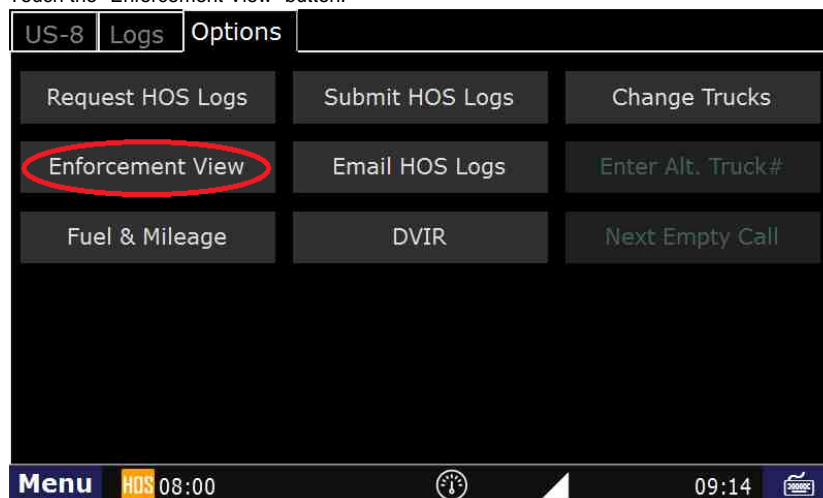 Touch the "Enforcement View" button.
US-8 Logs Options
Request HOS Logs Submit HOS Logs Change Trucks
Enforcement View Email HOS Logs Enter Alt. Truck#
Fuel & Mileage DVIR Next Empty Call
Menu HOS 08:00 09:14